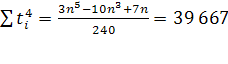 ∑ t_i^4 = (3n^5−10n^3+7n)/240 = 39 667